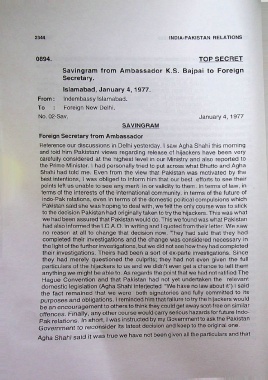 2344 INDIA-PAKISTAN RELATIONS
0894. TOP SECRET
Savingram from Ambassador K.S. Bajpai to Foreign
Secretary.
Islamabad, January 4, 1977.
From: Indembassy Islamabad.
To : Foreign New Delhi.
No. 02-Sav. January 4, 1977
SAVINGRAM
Foreign Secretary from Ambassador
Reference our discussions in Delhi yesterday. I saw Agha Shahi this morning
and told him Pakistani views regarding release of hijackers have been very
carefully considered at the highest level in our Ministry and also reported to
the Prime Minister. I had personally tried to put across what Bhutto and Agha
Shahi had told me. Even from the view that Pakistan was motivated by the
best intentions, I was obliged to inform him that our best efforts to see their
points left us unable to see any merit in or validity to them. In terms of law, in
terms of the interests of the international community, in terms of the future of
indo-Pak relations, even in terms of the domestic political compulsions which
Pakistan said she was hoping to deal with, we felt the only course was to stick
to the decision Pakistan had originally taken to try the hijackers. This was what
we had been assured that Pakistan would do. This we found was what Pakistan
had also informed the I.C.A.O. in writing and I quoted from their letter. We saw
no reason at all to change that decision now. They had said that they had
completed their investigations and the change was considered necessary in
the light of the further investigations, but we did not see how they had completed
their investigations. Theirs had been a sort of ex-parte investigations. Since
they had merely questioned the culprits; they had not even given the full
particulars of the hijackers to us and we didn't even get a chance to tell them
anything we might be able to. As regards the point that we had not ratified The
Hague Convention and that Pakistan had not yet undertaken the relevant
domestic legislation (Agha Shahi interjected "We have no law about it") I said
the fact remained that we were both signatories and fully committed to its
purposes and obligations. I reminded him that failure to try the hijackers would
be an encouragement to others to think they could get away scot-free on similar
offences. Finally, any other course would carry serious hazards for future Indo-
Pak relations. In short, I was instructed by my Government to ask the Pakistan
Government to reconsider its latest decision and keep to the original one.
Agha Shahi said it was true we have not been given all the particulars and that